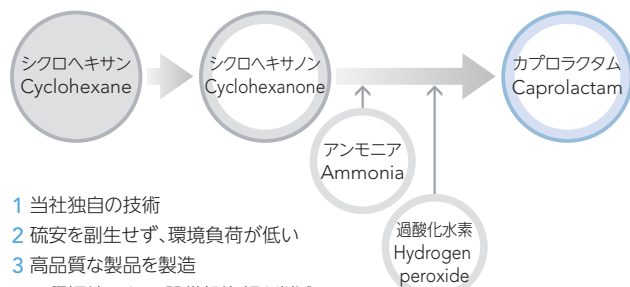 シクロヘキサン
Cyclohexane
シクロヘキサノン
Cyclohexanone
カプロラクタム
Caprolactam
アンモニア
Ammonia
過酸化水素
Hydrogen
peroxide
1 当社独自の技術
2 硫安を副生せず、環境負荷が低い
3 高品質な製品を製造